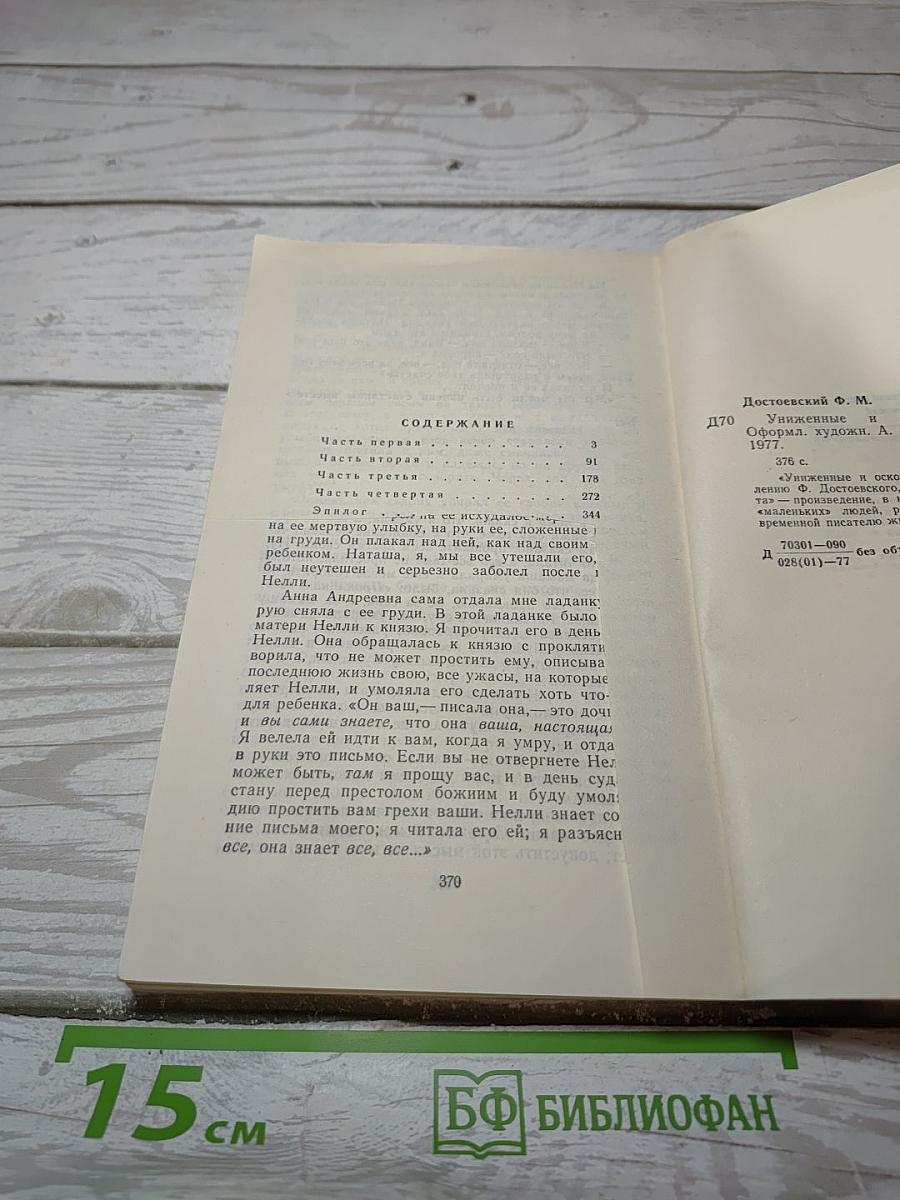 СОДЕРЖАНИЕ
Часть первая . . . . . . . . . . 3
Часть вторая . . . . . . . . . . 91
Часть третья . . . . . . . . . . 178
Часть четвертая . . . . . . . . 272
Эпилог . 344
на ее мертвую улыбку, на руки ее, сложенные
на груди. Он плакал над ней, как над своим
ребенком. Наташа, я, мы все утешали его,
был неутешен и серьезно заболел после
Нелли.
Анна Андреевна сама отдала мне ладанк
рую сняла с ее груди. В этой ладанке было
матери Нелли к князю. Я прочитал его в день
Нелли. Она обращалась к князю с прокляти
ворила, что не может простить ему, описыва
последнюю жизнь свою, все ужасы, на которые
ляет Нелли, и умоляла его сделать хоть что-
для ребенка. «Он ваш,— писала она,— это доч
и вы сами знаете, что она ваша, настояща
Я велела ей идти к вам, когда я умру, и отда
в руки это письмо. Если вы не отвергнете Нел
может быть, там я прощу вас, и в день суд
стану перед престолом божиим и буду умол
дию простить вам грехи ваши. Нелли знает со
ние письма моего; я читала его ей; я разъясн
все, она знает все, все...»
370
Достоевский Ф. М.
Д70 Униженные и
Оформл. художн. А.
1977.
376 с.
«Униженные и оско
лению Ф. Достоевского,
та» — произведение, в
«маленьких» людей, р
временной писателю ж
Д 70301—090 без об
028(01)—77
15 см
БФ БИБЛИОФАН